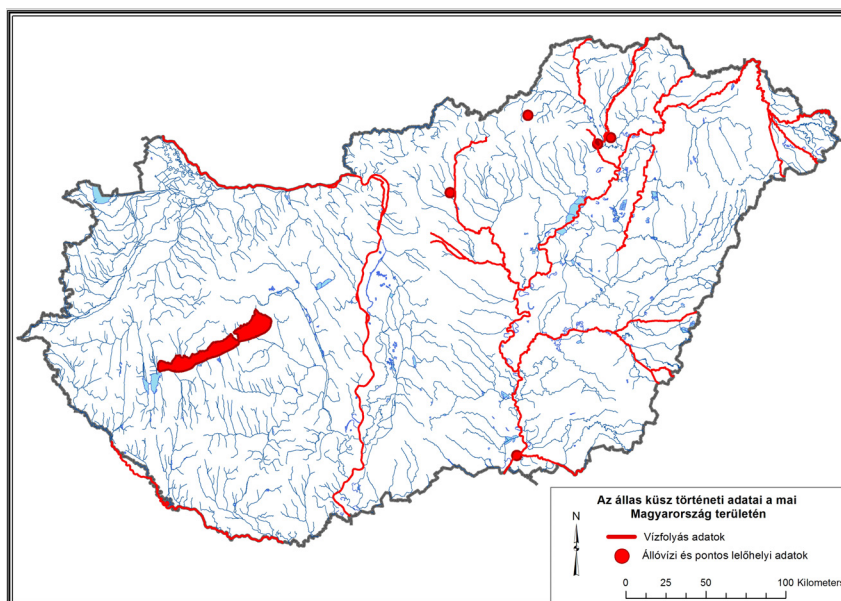 Az állas küsz történeti adatai a mai
Magyarország területén
N
Vízfolyás adatok
Állóvízi és pontos lelőhelyi adatok
0 25 50 100 Kilometers